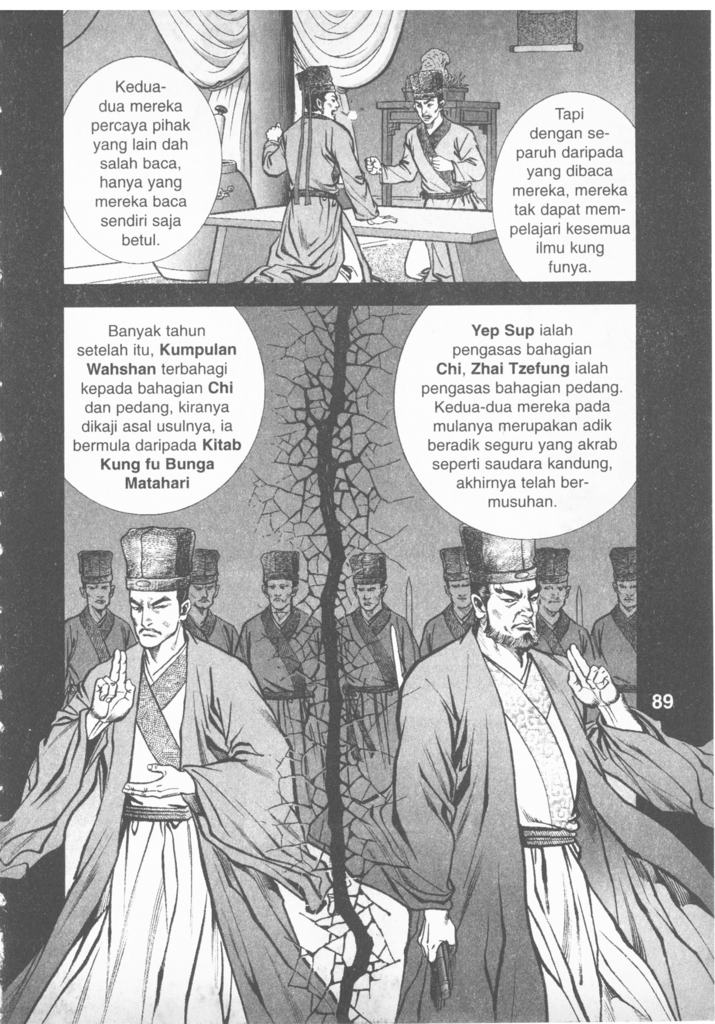 Kedua-
dua mereka
percaya pihak
yang lain dah
salah baca,
hanya yang
mereka baca
sendiri saja
betul.
Tapi
dengan se-
paruh daripada
yang dibaca
mereka, mereka
tak dapat mem-
pelajari kesemua
ilmu kung
funya.
Banyak tahun
setelah itu, Kumpulan
Wahshan terbahagi
kepada bahagian Chi
dan pedang, kiranya
dikaji asal usulnya, ia
bermula daripada Kitab
Kung fu Bunga
Matahari
Yep Sup ialah
pengasas bahagian
Chi, Zhai Tzefung ialah
pengasas bahagian pedang.
Kedua-dua mereka pada
mulanya merupakan adik
beradik seguru yang akrab
seperti saudara kandung,
akhirnya telah ber-
musuhan.
89